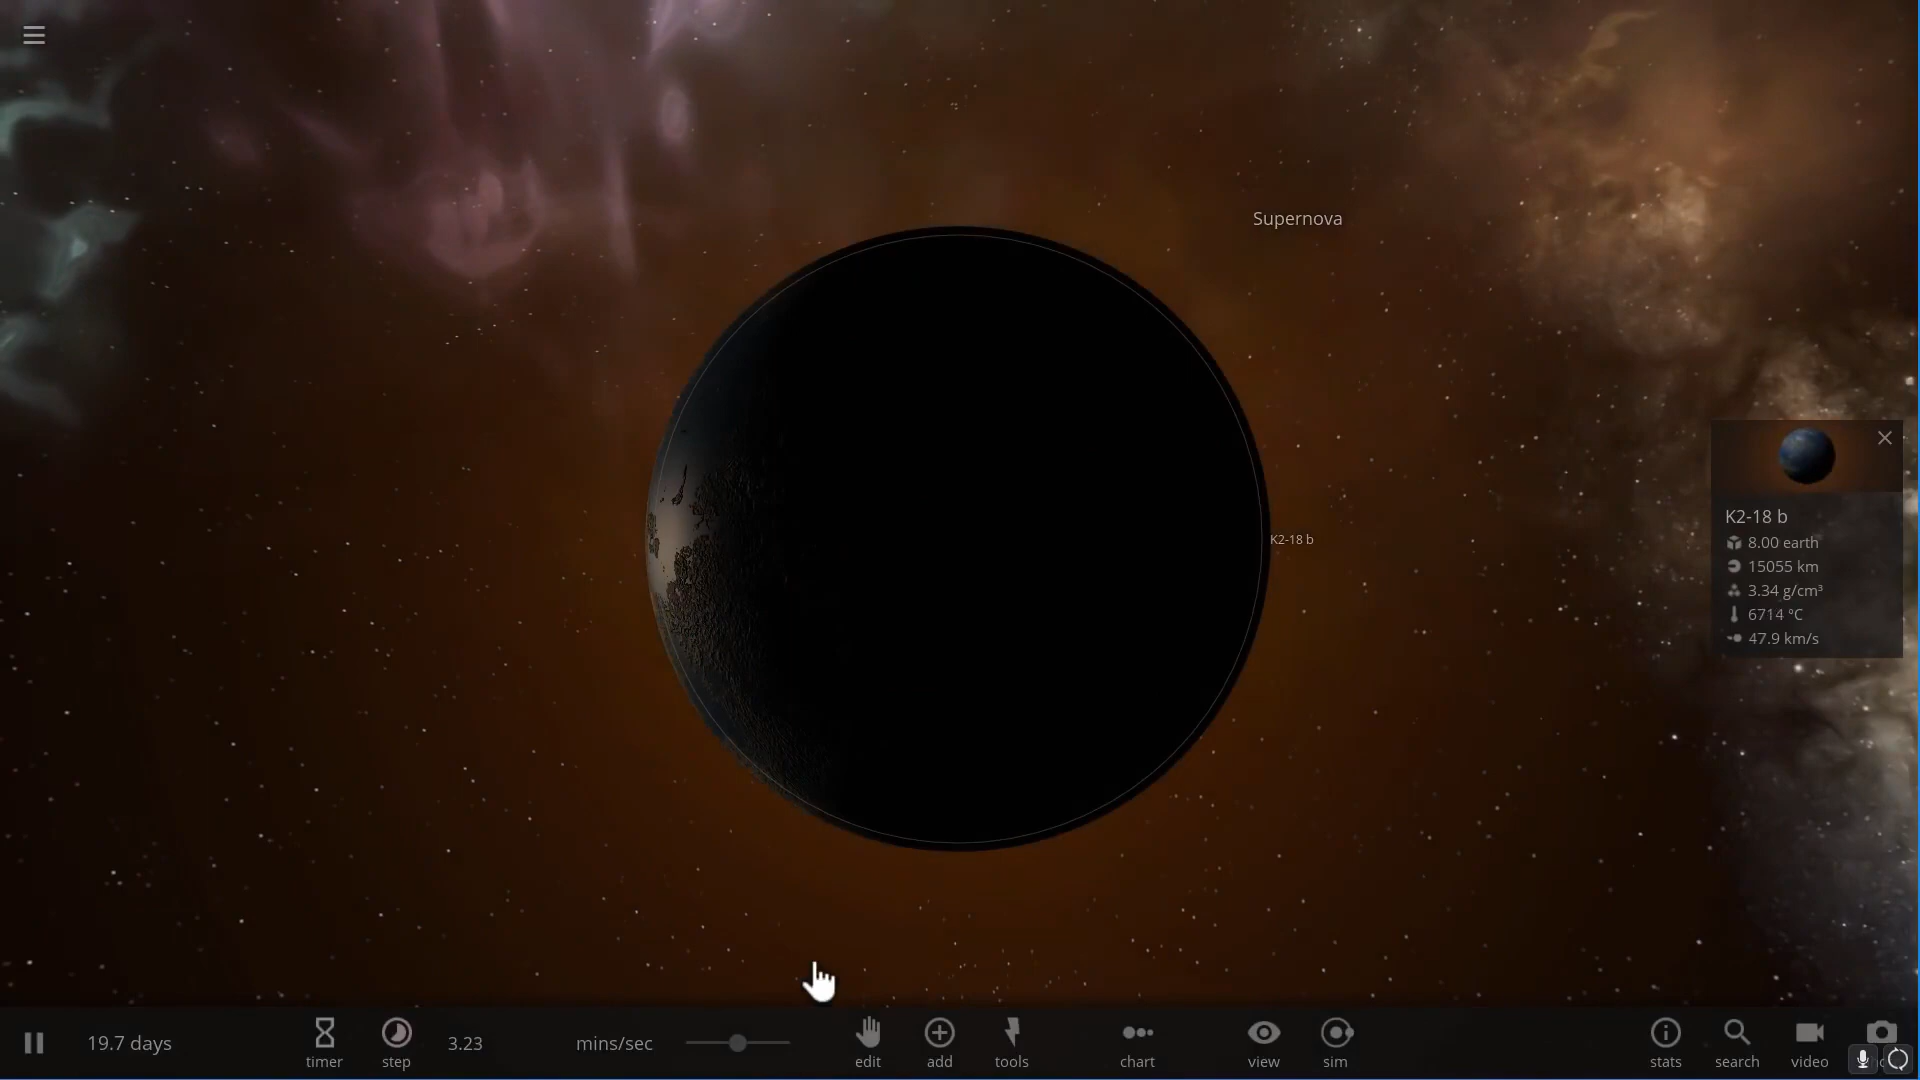 Supernova
K2-18 b
K2-18 b
8.00 earth
15055 km
3.34 g/cm³
6714 °C
47.9 km/s
19.7 days
timer
step
3.23
mins/sec
edit
add
tools
chart
view
sim
stats
search
video